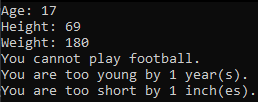 Age: 17
Height: 69
Weight: 180
You cannot play football.
You are too young by 1 year(s).
You are too short by 1 inch(es).